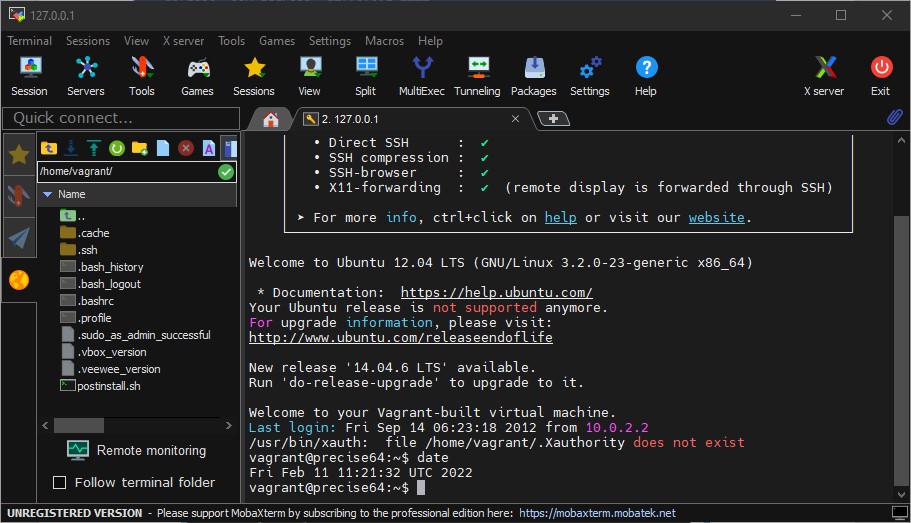 127.0.0.1
Terminal Sessions View X server Tools Games Settings Macros Help
Session Servers Tools Games Sessions View Split MultiExec Tunneling Packages Settings Help X server Exit
Quick connect...
2. 127.0.0.1
/home/vagrant/
Name
..
.cache
.ssh
.bash_history
.bash_logout
.bashrc
.profile
.sudo_as_admin_successful
.vbox_version
.veewee_version
postinstall.sh
Remote monitoring
Follow terminal folder
• Direct SSH : ✔
• SSH compression : ✔
• SSH-browser : ✔
• X11-forwarding : ✔ (remote display is forwarded through SSH)
➤ For more info, ctrl+click on help or visit our website.
Welcome to Ubuntu 12.04 LTS (GNU/Linux 3.2.0-23-generic x86_64)
* Documentation: https://help.ubuntu.com/
Your Ubuntu release is not supported anymore.
For upgrade information, please visit:
http://www.ubuntu.com/releaseendoflife
New release '14.04.6 LTS' available.
Run 'do-release-upgrade' to upgrade to it.
Welcome to your Vagrant-built virtual machine.
Last login: Fri Sep 14 06:23:18 2012 from 10.0.2.2
/usr/bin/xauth: file /home/vagrant/.Xauthority does not exist
vagrant@precise64:~$ date
Fri Feb 11 11:21:32 UTC 2022
vagrant@precise64:~$
UNREGISTERED VERSION - Please support MobaXterm by subscribing to the professional edition here: https://mobaxterm.mobatek.net